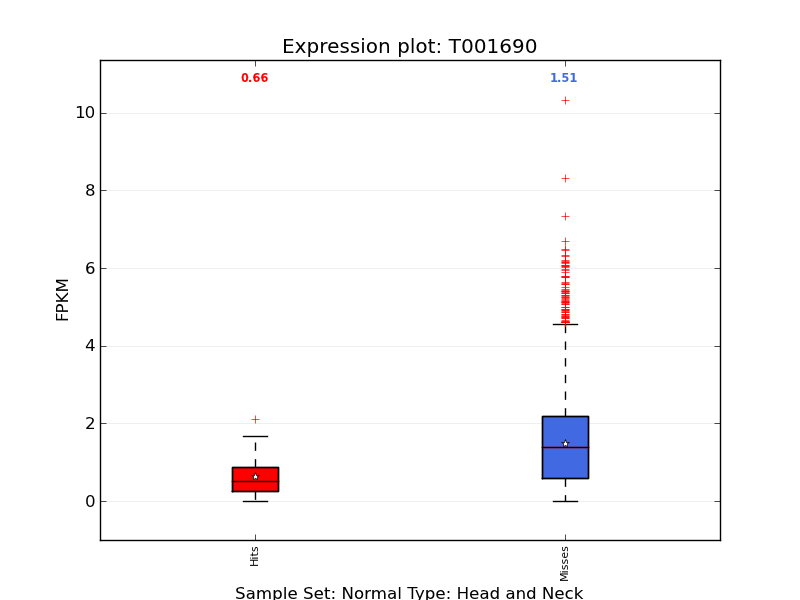 Expression plot: T001690
0.66
1.51
10
8
6
4
2
0
FPKM
Hits
Misses
Sample Set: Normal Type: Head and Neck